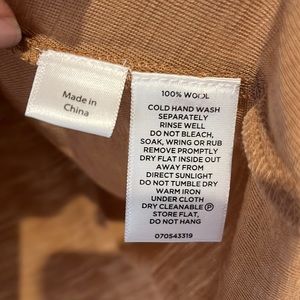 Made in
China
100% WOOL
COLD HAND WASH
SEPARATELY
RINSE WELL
DO NOT BLEACH,
SOAK, WRING OR RUB
REMOVE PROMPTLY
DRY FLAT INSIDE OUT
AWAY FROM
DIRECT SUNLIGHT
DO NOT TUMBLE DRY
WARM IRON
UNDER CLOTH
DRY CLEANABLE Ⓟ
STORE FLAT,
DO NOT HANG
070543319